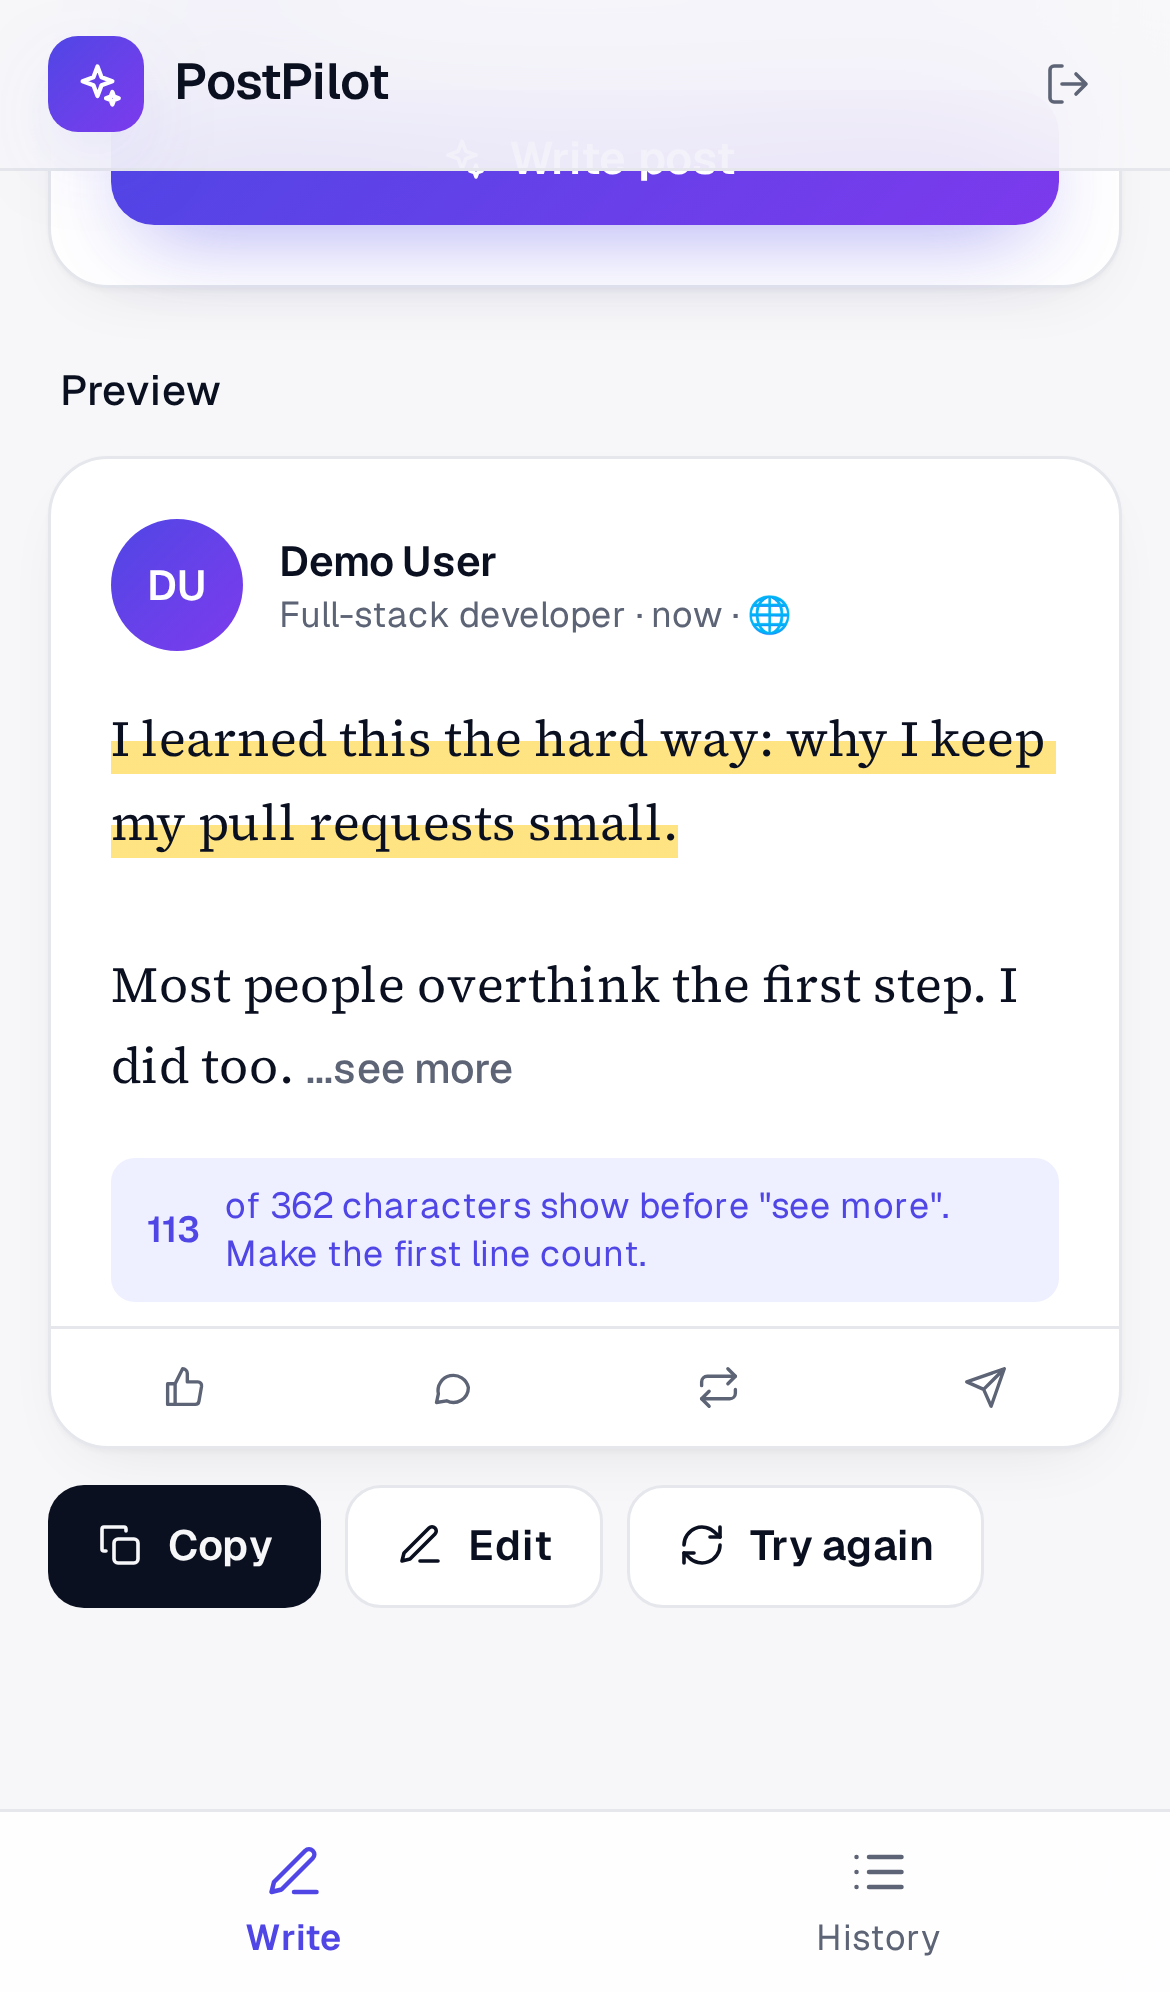 PostPilot
Write post
Preview
DU
Demo User
Full-stack developer · now · 🌐
I learned this the hard way: why I keep
my pull requests small.
Most people overthink the first step. I
did too. ...see more
113 of 362 characters show before "see more".
Make the first line count.
Copy
Edit
Try again
Write
History